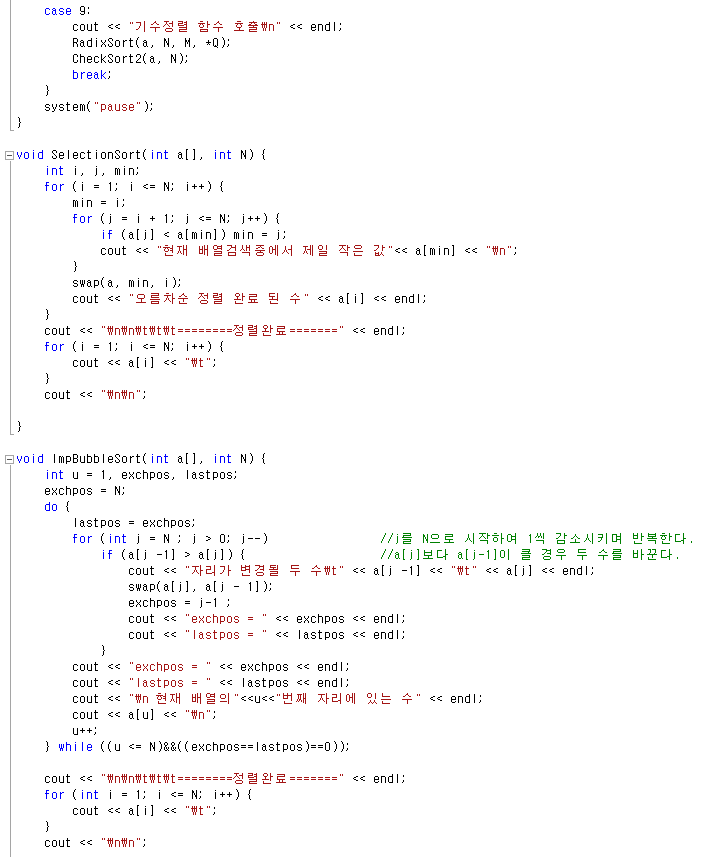 case 9:
cout << "기수정렬 함수 호출₩n" << endl;
RadixSort(a, N, M, *Q);
CheckSort2(a, N);
break;
}
system("pause");
}
void SelectionSort(int a[], int N) {
int i, j, min;
for (i = 1; i <= N; i++) {
min = i;
for (j = i + 1; j <= N; j++) {
if (a[j] < a[min]) min = j;
cout << "현재 배열검색중에서 제일 작은 값"<< a[min] << "₩n";
}
swap(a, min, i);
cout << "오름차순 정렬 완료 된 수" << a[i] << endl;
}
cout << "₩n₩n₩t₩t₩t========정렬완료=======" << endl;
for (i = 1; i <= N; i++) {
cout << a[i] << "₩t";
}
cout << "₩n₩n";
}
void ImpBubbleSort(int a[], int N) {
int u = 1, exchpos, lastpos;
exchpos = N;
do {
lastpos = exchpos;
for (int j = N ; j > 0; j--) //j를 N으로 시작하여 1씩 감소시키며 반복한다.
if (a[j -1] > a[j]) { //a[j]보다 a[j-1]이 클 경우 두 수를 바꾼다.
cout << "자리가 변경될 두 수₩t" << a[j -1] << "₩t" << a[j] << endl;
swap(a[j], a[j - 1]);
exchpos = j-1 ;
cout << "exchpos = " << exchpos << endl;
cout << "lastpos = " << lastpos << endl;
}
cout << "exchpos = " << exchpos << endl;
cout << "lastpos = " << lastpos << endl;
cout << "₩n 현재 배열의"<<u<<"번째 자리에 있는 수" << endl;
cout << a[u] << "₩n";
u++;
} while ((u <= N)&&((exchpos==lastpos)==0));
cout << "₩n₩n₩t₩t₩t========정렬완료=======" << endl;
for (int i = 1; i <= N; i++) {
cout << a[i] << "₩t";
}
cout << "₩n₩n";